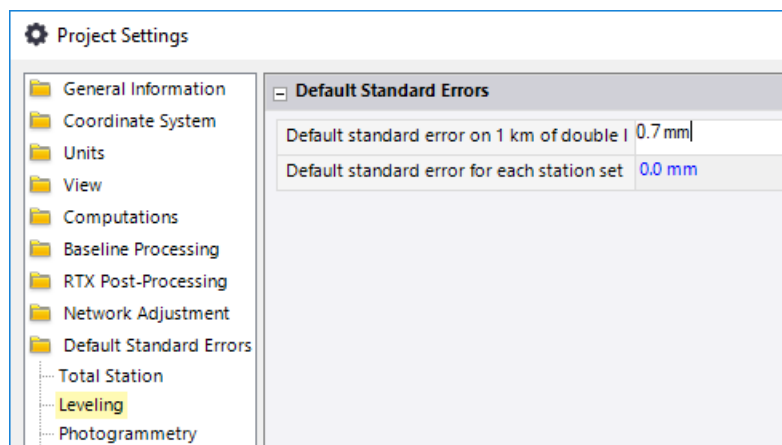 Project Settings
General Information
Coordinate System
Units
View
Computations
Baseline Processing
RTX Post-Processing
Network Adjustment
Default Standard Errors
Total Station
Leveling
Photogrammetry
Default Standard Errors
Default standard error on 1 km of double l 0.7 mm
Default standard error for each station set 0.0 mm